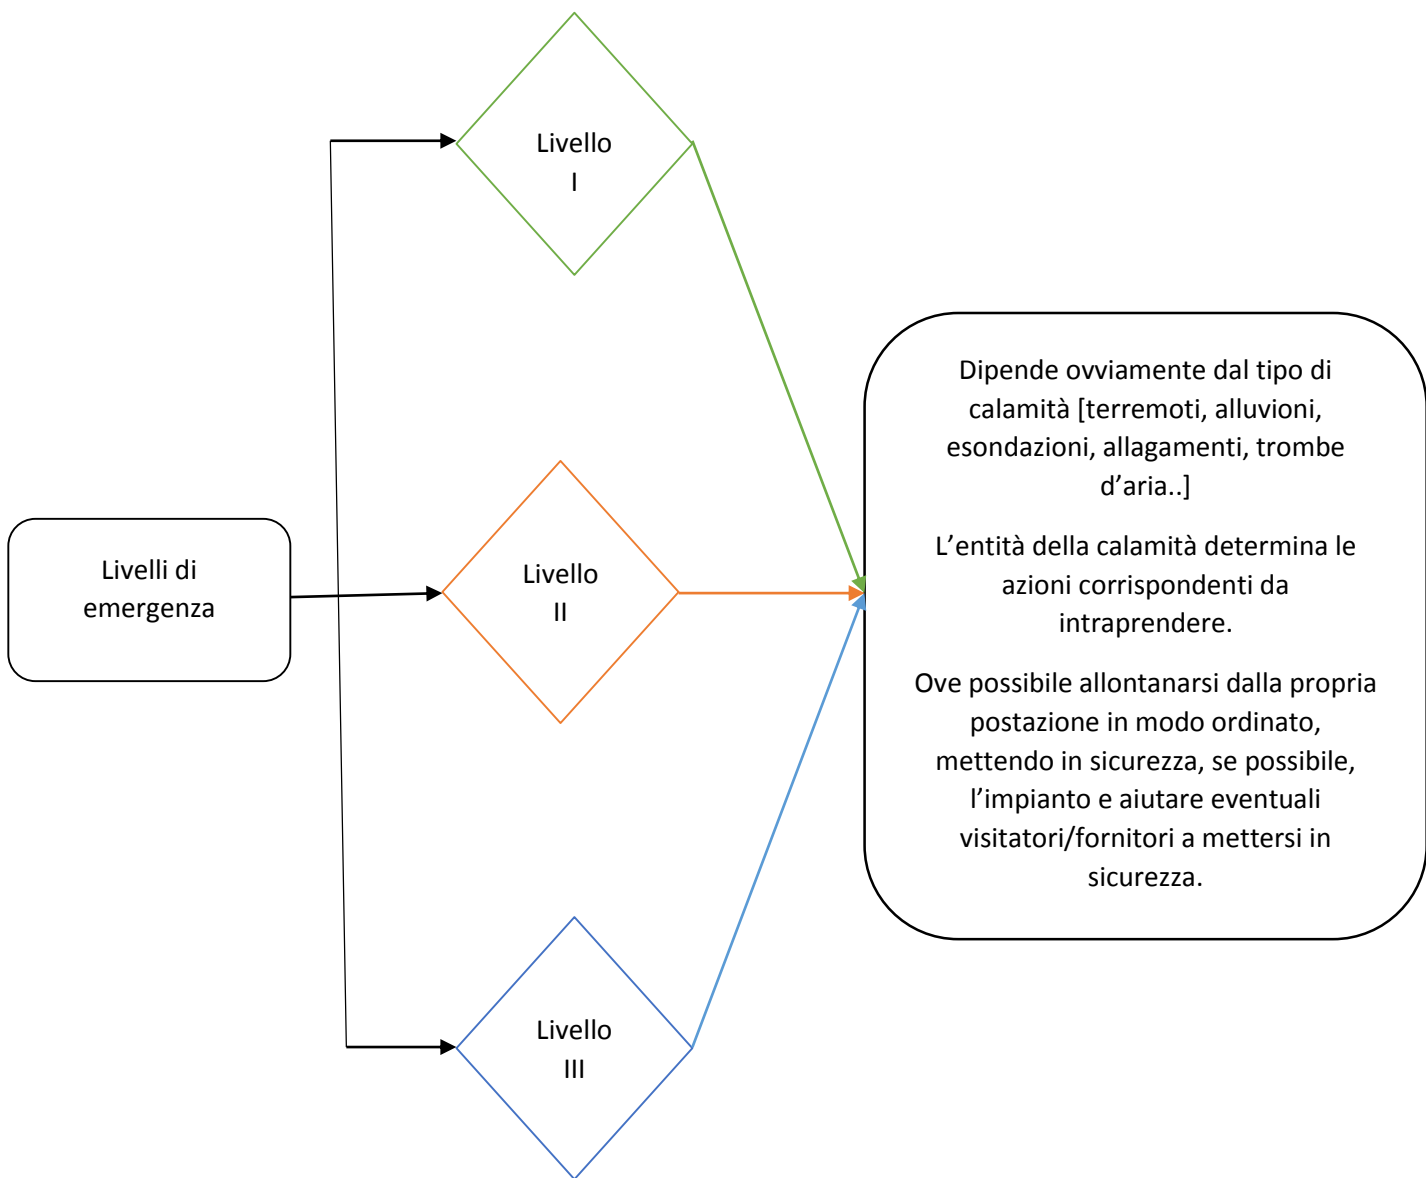 Livelli di
emergenza
Livello
I
Livello
II
Livello
III
Dipende ovviamente dal tipo di
calamità [terremoti, alluvioni,
esondazioni, allagamenti, trombe
d’aria..]
L’entità della calamità determina le
azioni corrispondenti da
intraprendere.
Ove possibile allontanarsi dalla propria
postazione in modo ordinato,
mettendo in sicurezza, se possibile,
l’impianto e aiutare eventuali
visitatori/fornitori a mettersi in
sicurezza.